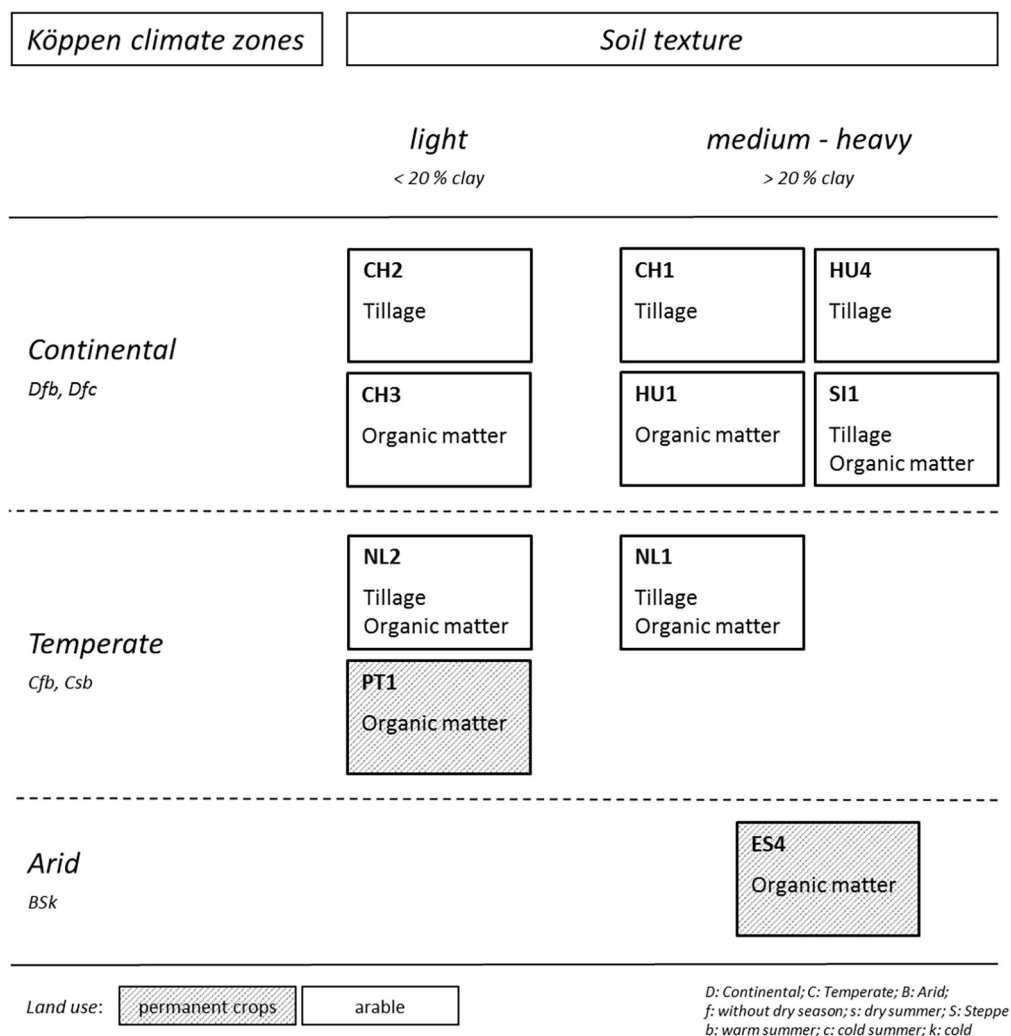 Köppen climate zones
Soil texture
light
medium - heavy
< 20 % clay
> 20 % clay
Continental
Dfb, Dfc
CH2
Tillage
CH1
Tillage
HU4
Tillage
CH3
Organic matter
HU1
Organic matter
SI1
Tillage
Organic matter
Temperate
Cfb, Csb
NL2
Tillage
Organic matter
NL1
Tillage
Organic matter
PT1
Organic matter
Arid
BSk
ES4
Organic matter
Land use:
permanent crops
arable
D: Continental; C: Temperate; B: Arid;
f: without dry season; s: dry summer; S: Steppe
b: warm summer; c: cold summer; k: cold